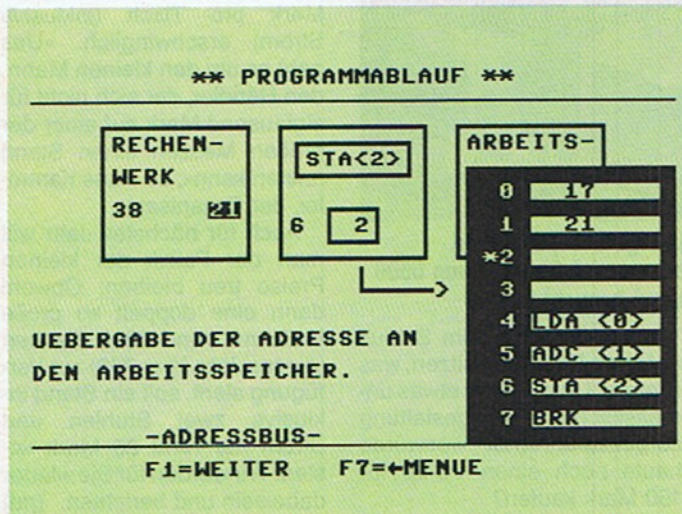 ** PROGRAMMABLAUF **
RECHEN-
WERK
38 21
STA<2>
6 2
ARBEITS-
0 17
1 21
*2
3
4 LDA <0>
5 ADC <1>
6 STA <2>
7 BRK
UEBERGABE DER ADRESSE AN
DEN ARBEITSSPEICHER.
-ADRESSBUS-
F1=WEITER F7=←MENUE